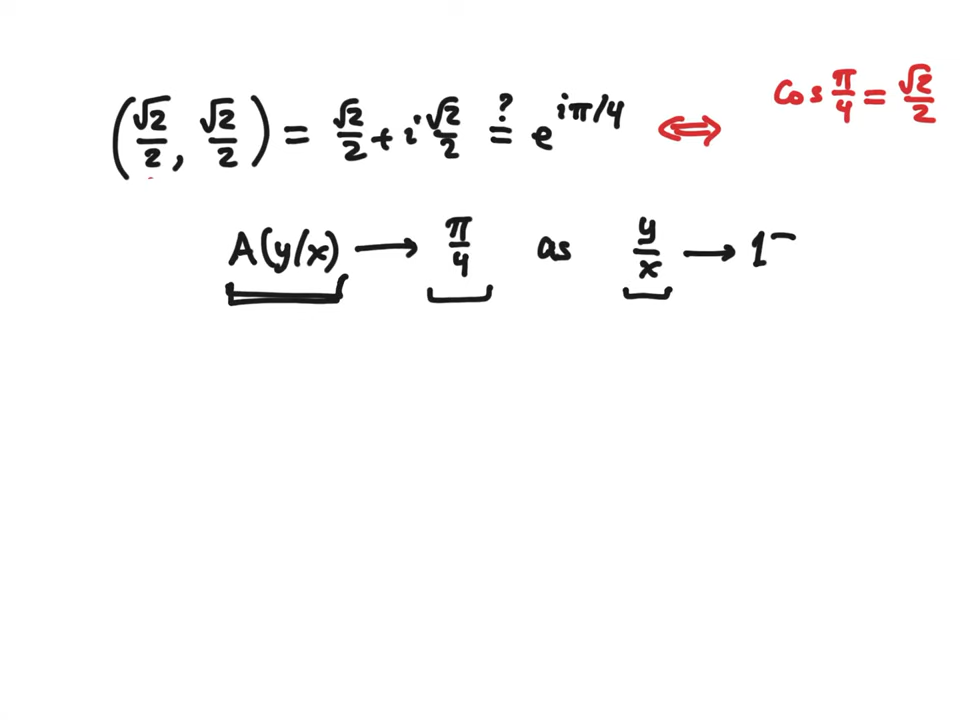 (√2/2, √2/2) = √2/2 + i √2/2 ≟ e^{iπ/4} ⟺ cos π/4 = √2/2
A(y/x) → π/4 as y/x → 1⁻